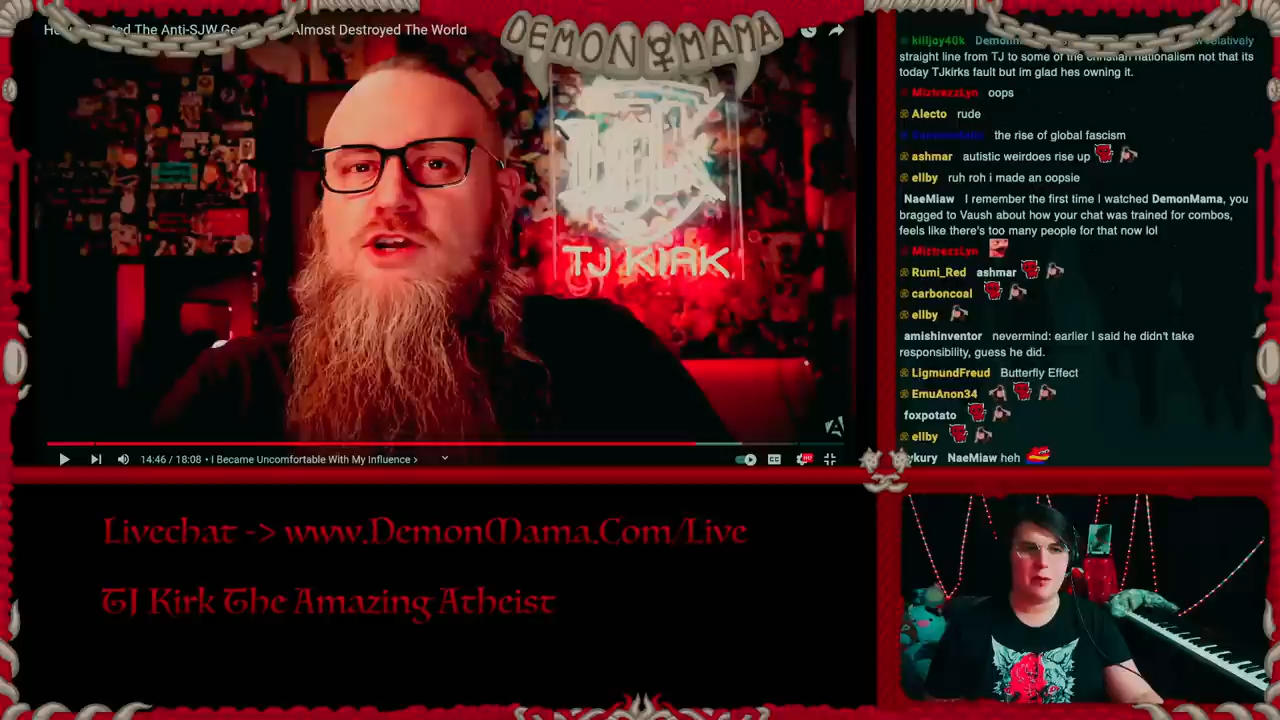 The Anti-SJW
Almost Destroyed The World
DEMON MAMA
TJ KIRK
14:46 / 18:08 • I Became Uncomfortable With My Influence >
CC
killjay40k
straight line from TJ to some of the christian nationalism not that its
today TJkirks fault but im glad hes owning it.
MiztrezzLyn oops
Alecto rude
the rise of global fascism
ashmar autistic weirdoes rise up
ellby ruh roh i made an oopsie
NaeMiaw I remember the first time I watched DemonMama, you
bragged to Vaush about how your chat was trained for combos,
feels like there's too many people for that now lol
MiztrezzLyn
Rumi_Red ashmar
carboncoal
ellby
amishinventor nevermind: earlier I said he didn't take
responsibility, guess he did.
LigmundFreud Butterfly Effect
EmuAnon34
foxpotato
ellby
NaeMiaw heh
Livechat -> www.DemonMama.Com/Live
TJ Kirk The Amazing Atheist